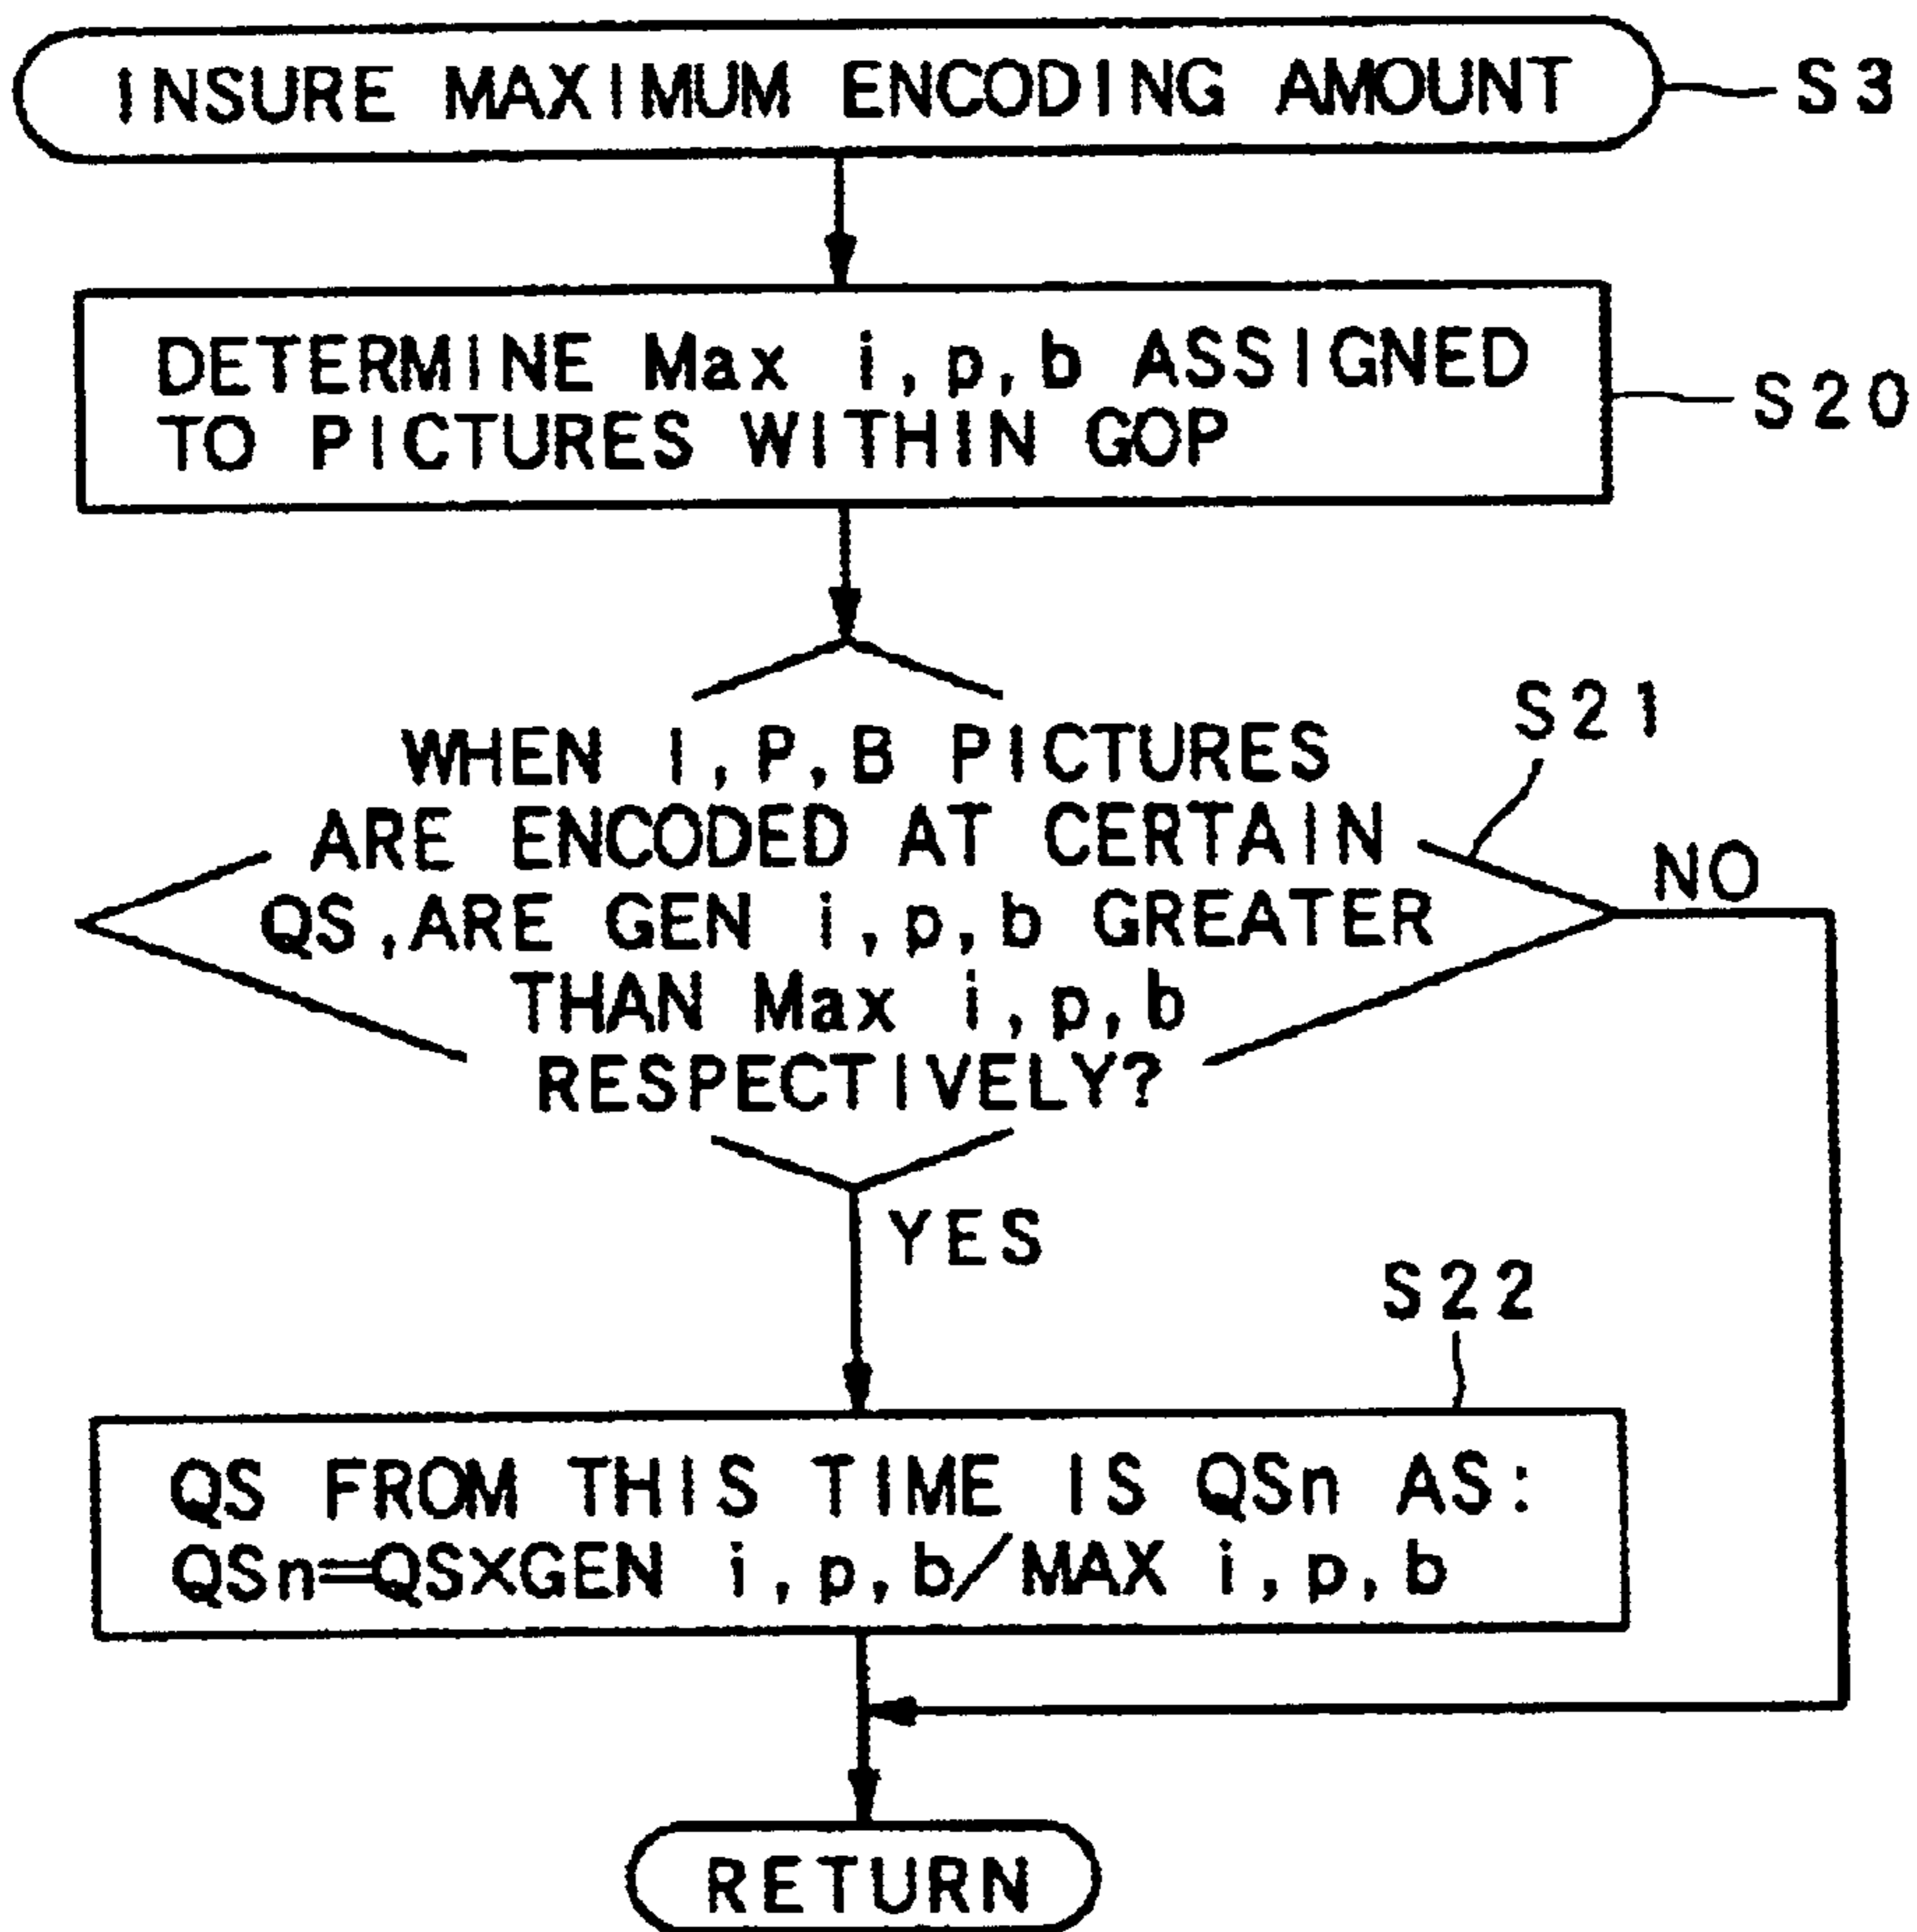 INSURE MAXIMUM ENCODING AMOUNT
S3
DETERMINE Max i,p,b ASSIGNED
TO PICTURES WITHIN GOP
S20
WHEN I,P,B PICTURES
ARE ENCODED AT CERTAIN
QS,ARE GEN i,p,b GREATER
THAN Max i,p,b
RESPECTIVELY?
S21
NO
YES
S22
QS FROM THIS TIME IS QSn AS:
QSn=QS×GEN i,p,b/MAX i,p,b
RETURN